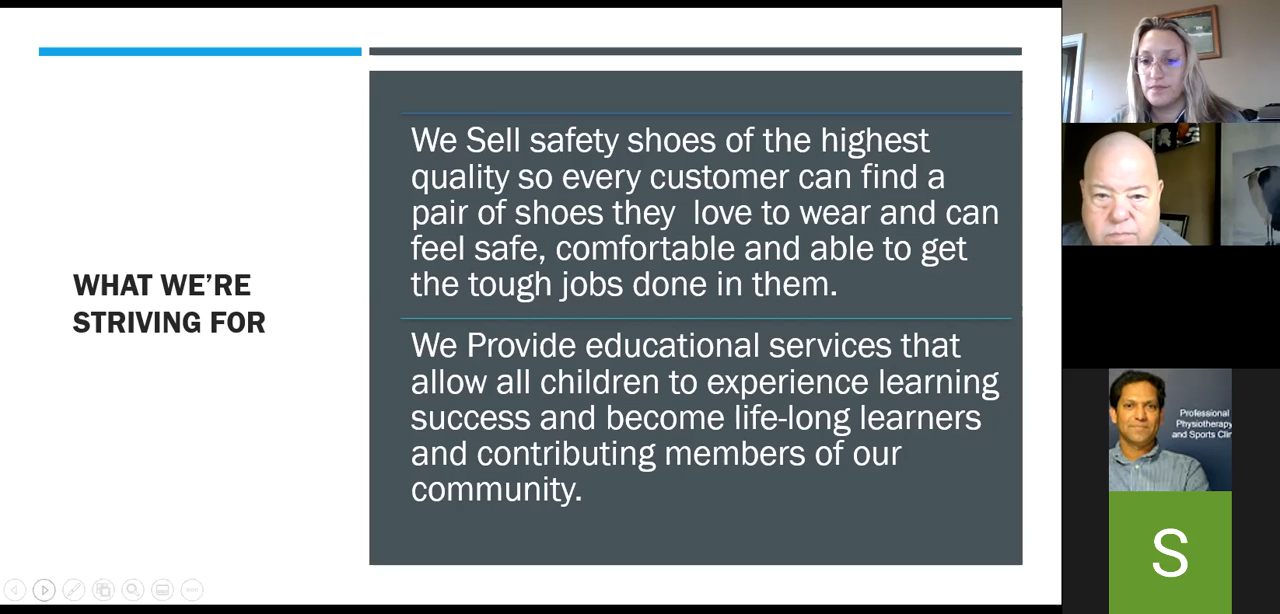 WHAT WE'RE
STRIVING FOR
We Sell safety shoes of the highest
quality so every customer can find a
pair of shoes they  love to wear and can
feel safe, comfortable and able to get
the tough jobs done in them.
We Provide educational services that
allow all children to experience learning
success and become life-long learners
and contributing members of our
community.
Professional
Physiotherapy
and Sports Clin
S